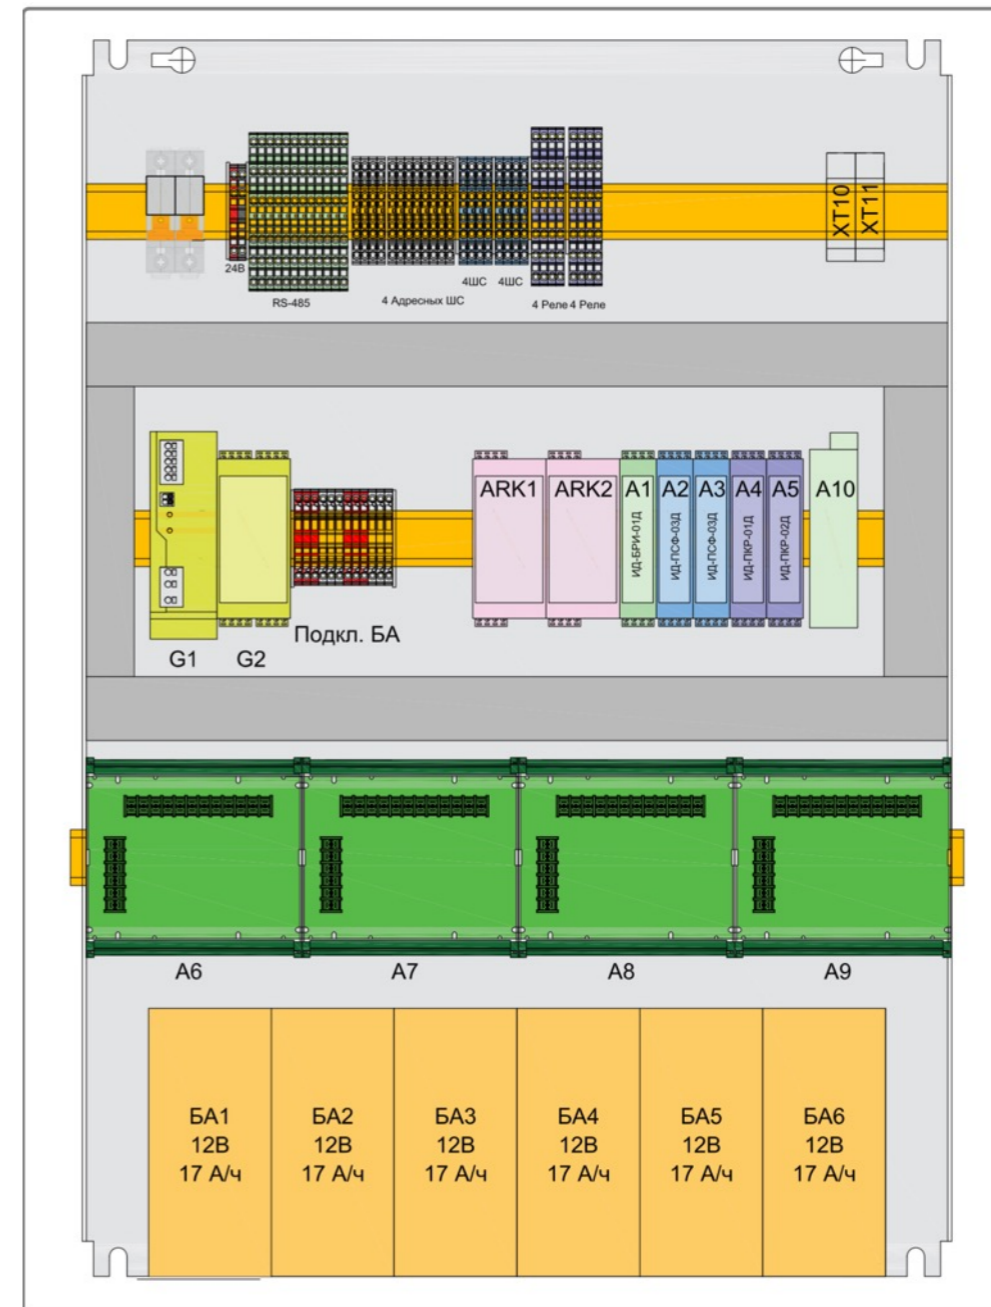 XT10
XT11
24В
RS-485
4 Адресных ШС
4ШС
4ШС
4 Реле
4 Реле
ARK1
ARK2
A1
A2
A3
A4
A5
A10
ИД-БРИ-01Д
ИД-ПСФ-03Д
ИД-ПСФ-03Д
ИД-ПКР-01Д
ИД-ПКР-02Д
Подкл. БА
G1
G2
A6
A7
A8
A9
БА1
12В
17 А/ч
БА2
12В
17 А/ч
БА3
12В
17 А/ч
БА4
12В
17 А/ч
БА5
12В
17 А/ч
БА6
12В
17 А/ч